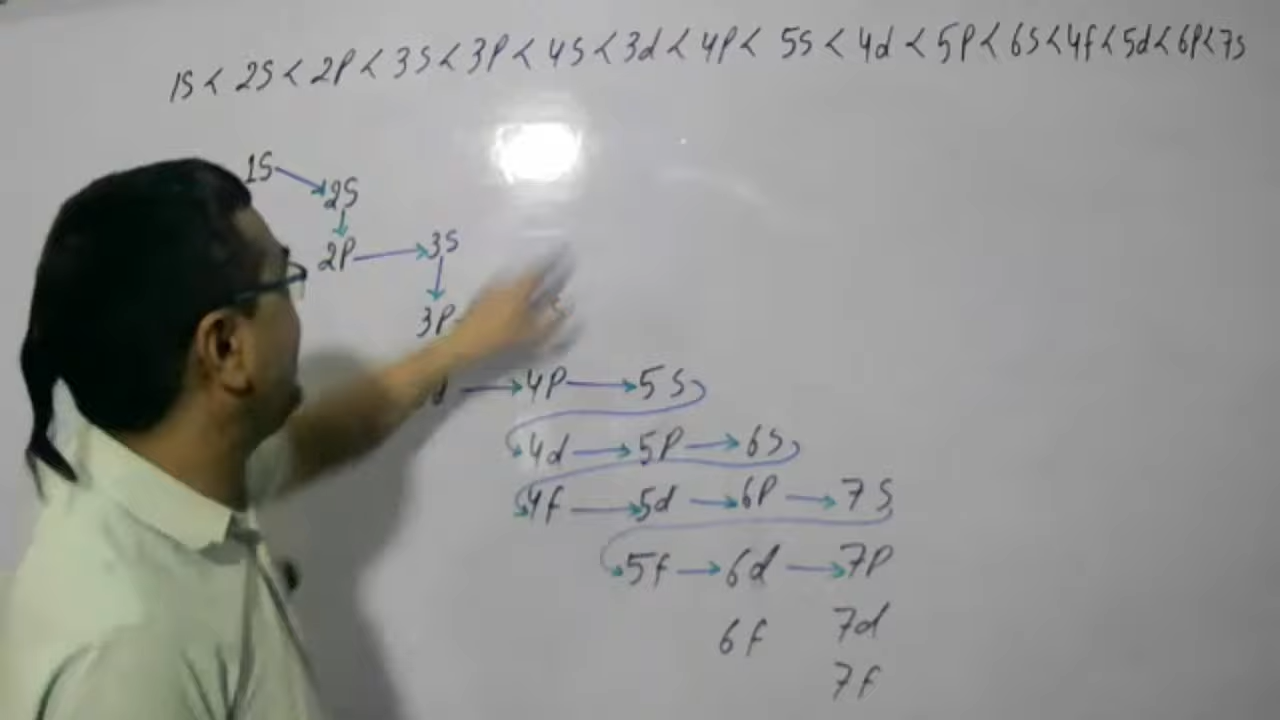 1S < 2S < 2P < 3S < 3P < 4S < 3d < 4P < 5S < 4d < 5P < 6S < 4f < 5d < 6P < 7S
1S → 2S
2P → 3S
3P
d → 4P → 5S
4d → 5P → 6S
4f → 5d → 6P → 7S
5f → 6d → 7P
6f 7d
7f